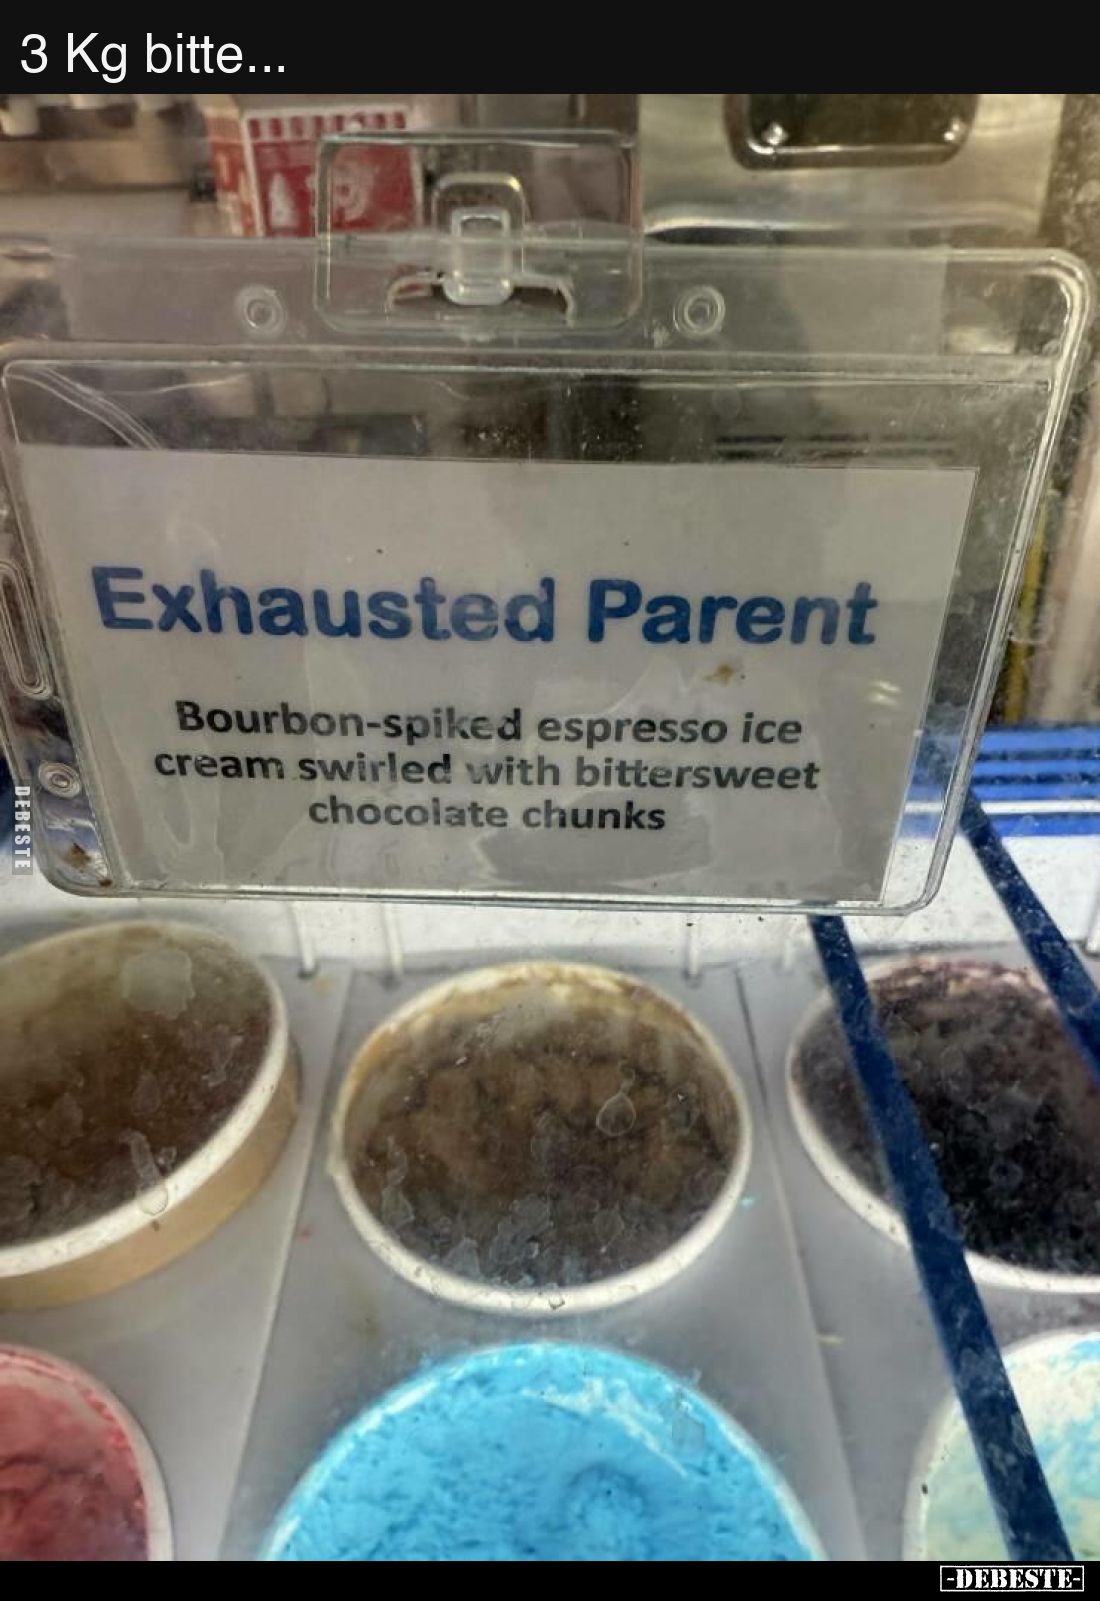 3 Kg bitte...
Exhausted Parent
Bourbon-spiked espresso ice
cream swirled with bittersweet
chocolate chunks
DEBESTE
-DEBESTE-